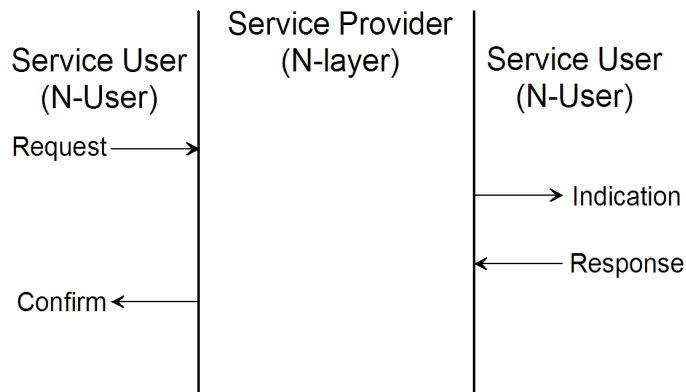 Service Provider
(N-layer)
Service User
(N-User)
Service User
(N-User)
Request
Indication
Response
Confirm